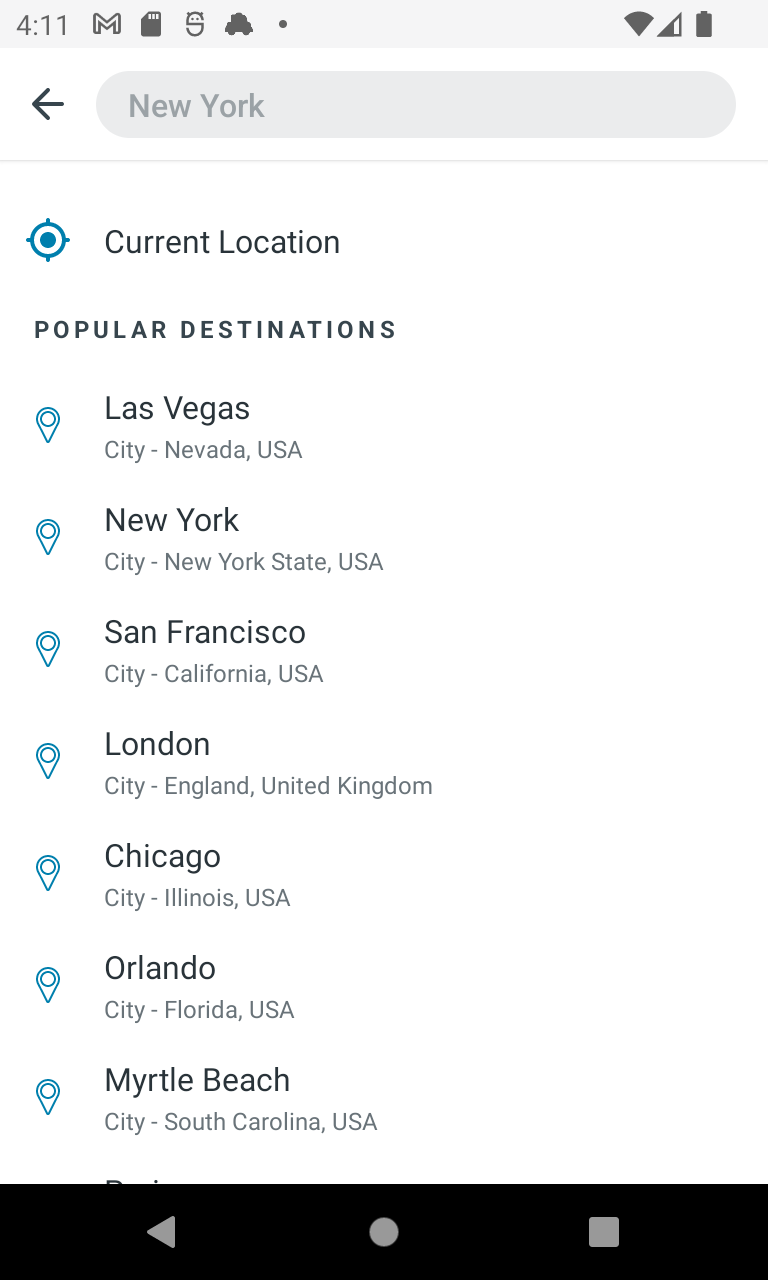 4:11
New York
Current Location
POPULAR DESTINATIONS
Las Vegas
City - Nevada, USA
New York
City - New York State, USA
San Francisco
City - California, USA
London
City - England, United Kingdom
Chicago
City - Illinois, USA
Orlando
City - Florida, USA
Myrtle Beach
City - South Carolina, USA